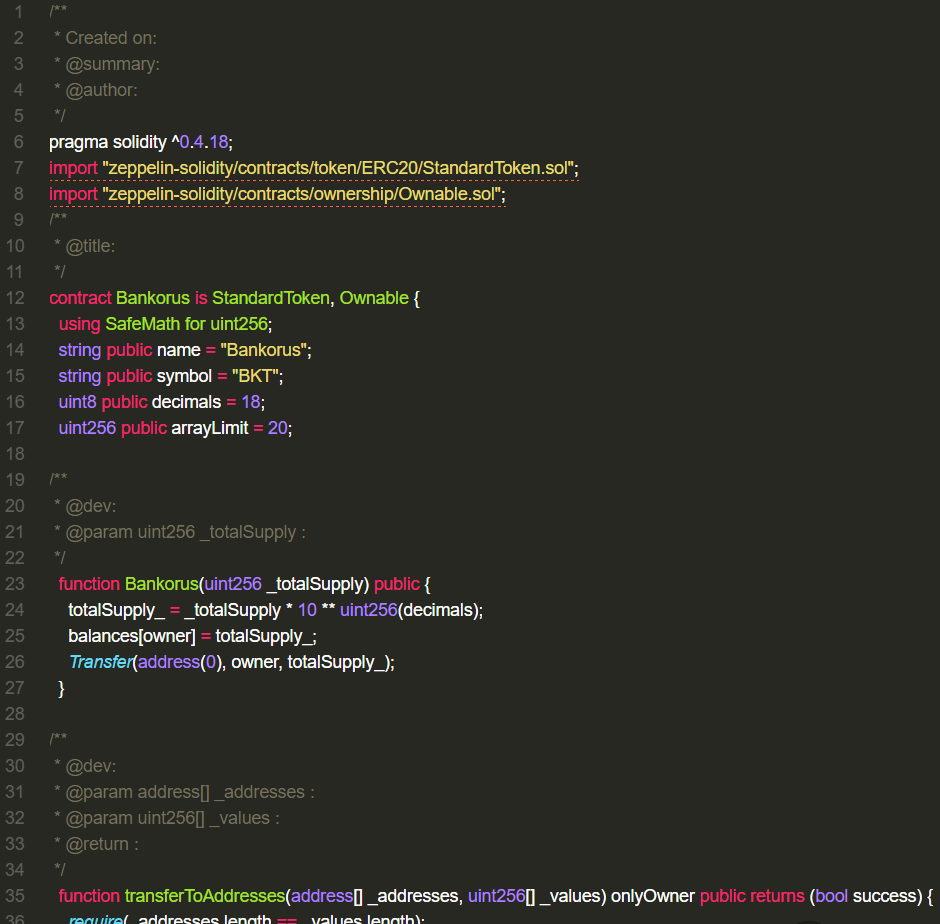 1 /**
2 * Created on:
3 * @summary:
4 * @author:
5 */
6 pragma solidity ^0.4.18;
7 import "zeppelin-solidity/contracts/token/ERC20/StandardToken.sol";
8 import "zeppelin-solidity/contracts/ownership/Ownable.sol";
9 /**
10 * @title:
11 */
12 contract Bankorus is StandardToken, Ownable {
13 using SafeMath for uint256;
14 string public name = "Bankorus";
15 string public symbol = "BKT";
16 uint8 public decimals = 18;
17 uint256 public arrayLimit = 20;
18
19 /**
20 * @dev:
21 * @param uint256 _totalSupply :
22 */
23 function Bankorus(uint256 _totalSupply) public {
24 totalSupply_ = _totalSupply * 10 ** uint256(decimals);
25 balances[owner] = totalSupply_;
26 Transfer(address(0), owner, totalSupply_);
27 }
28
29 /**
30 * @dev:
31 * @param address[] _addresses :
32 * @param uint256[] _values :
33 * @return :
34 */
35 function transferToAddresses(address[] _addresses, uint256[] _values) onlyOwner public returns (bool success) {
36 require(_addresses.length == _values.length);